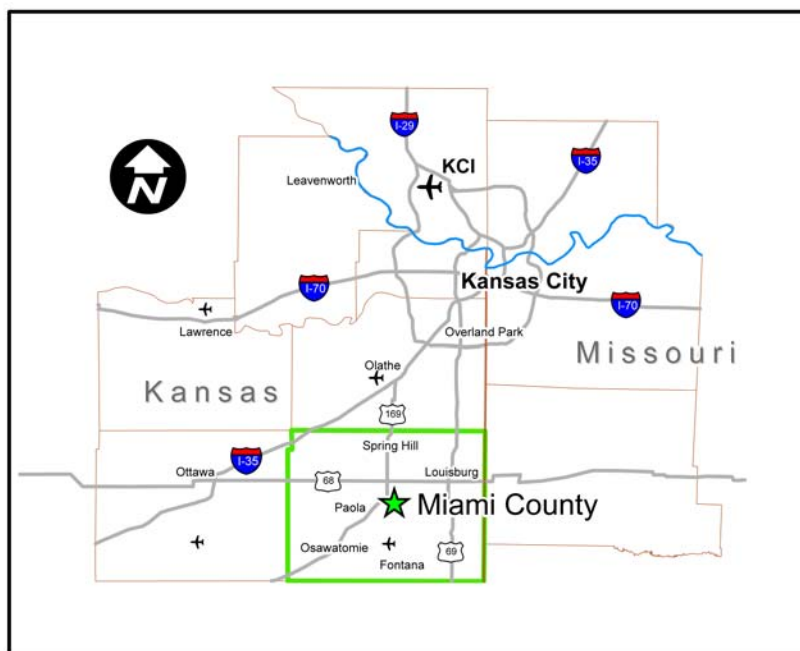 I-29
I-35
KCI
Leavenworth
N
Kansas City
I-70
I-70
Lawrence
Overland Park
Missouri
Olathe
Kansas
169
Spring Hill
I-35
Ottawa
68
Louisburg
Paola
Miami County
Osawatomie
69
Fontana